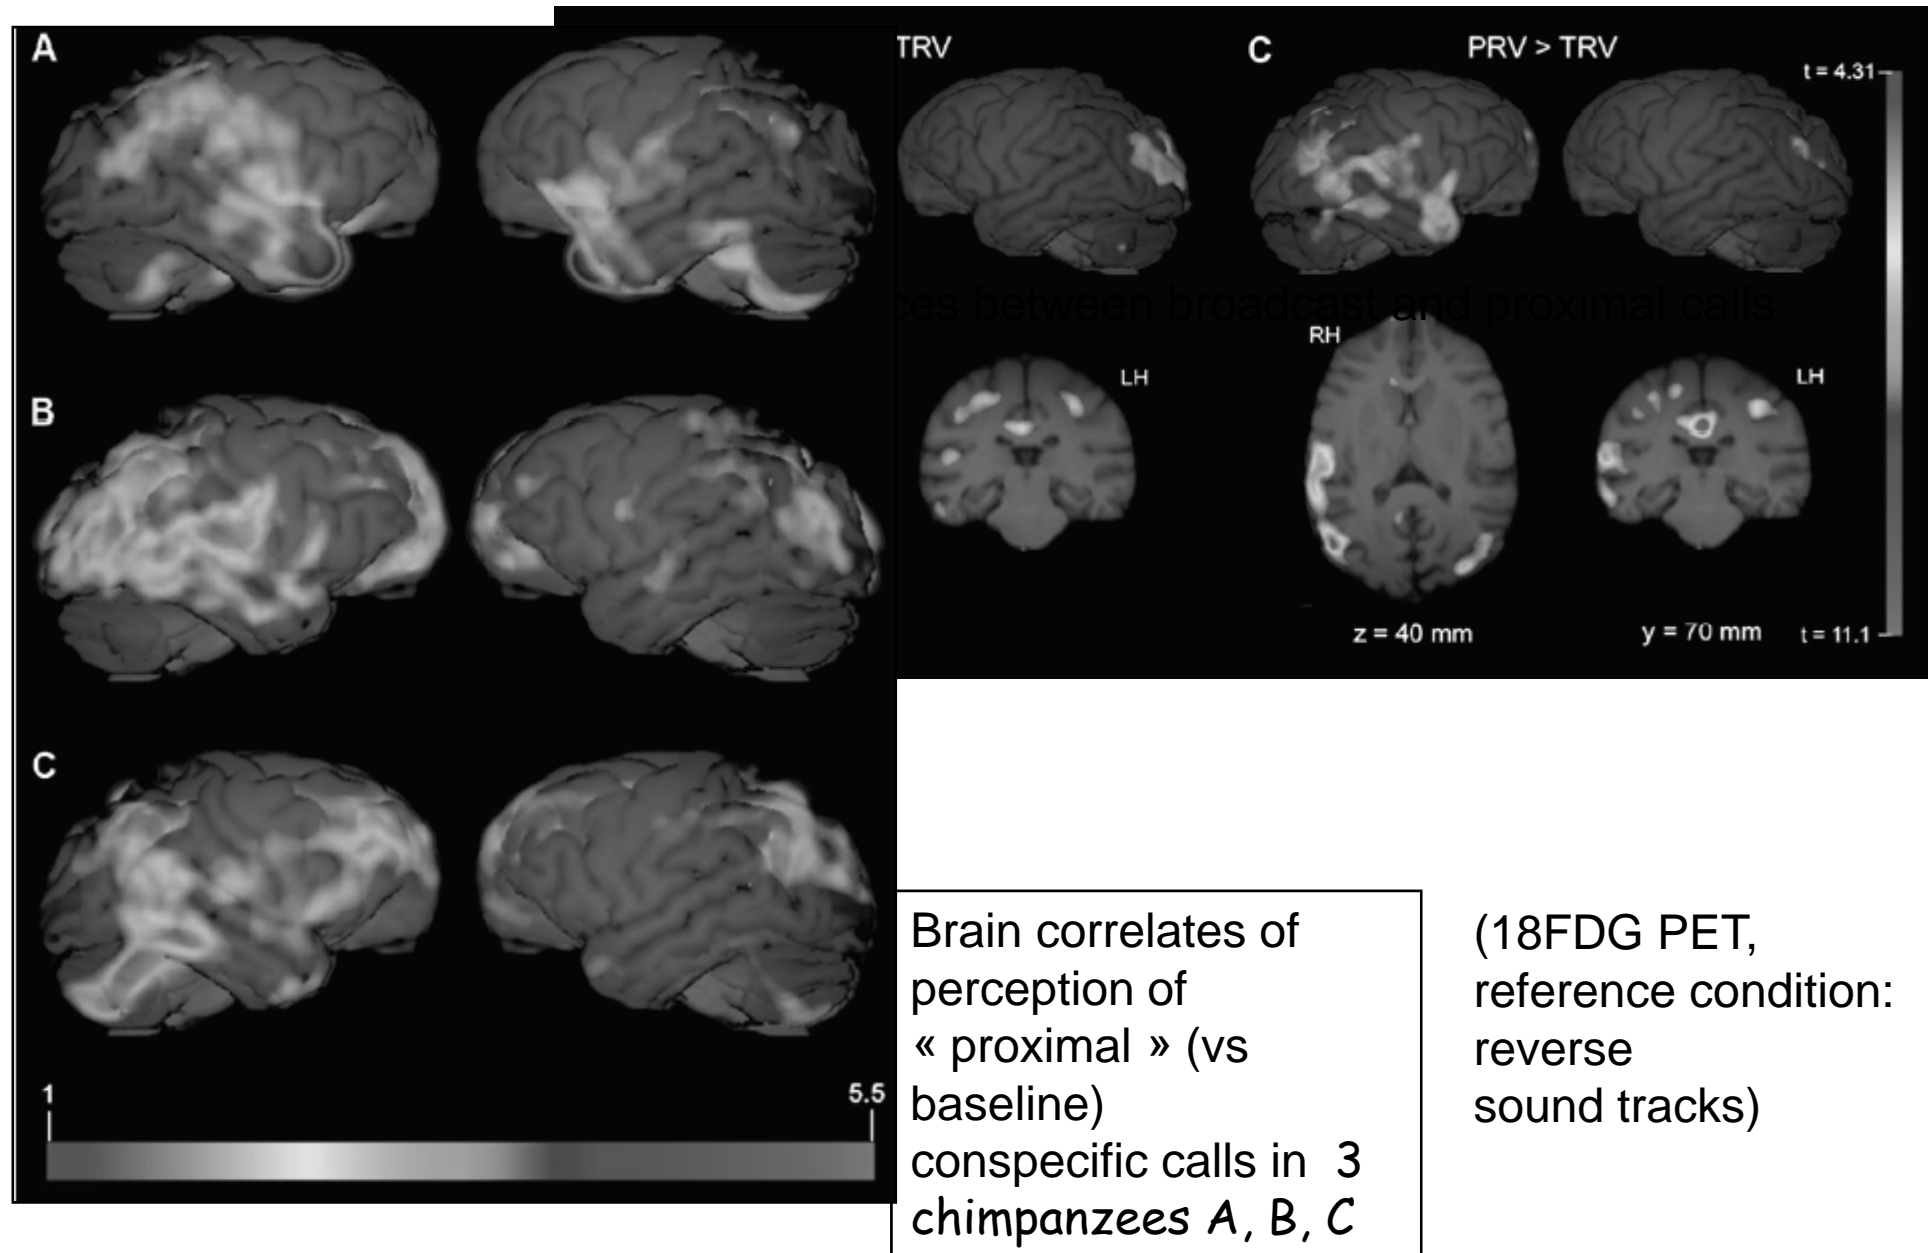 A
B
C
1
5.5
TRV
C
PRV > TRV
t = 4.31
ces between broadcast and proximal calls
RH
LH
LH
z = 40 mm
y = 70 mm
t = 11.1
Brain correlates of
perception of
« proximal » (vs
baseline)
conspecific calls in 3
chimpanzees A, B, C
(18FDG PET,
reference condition:
reverse
sound tracks)